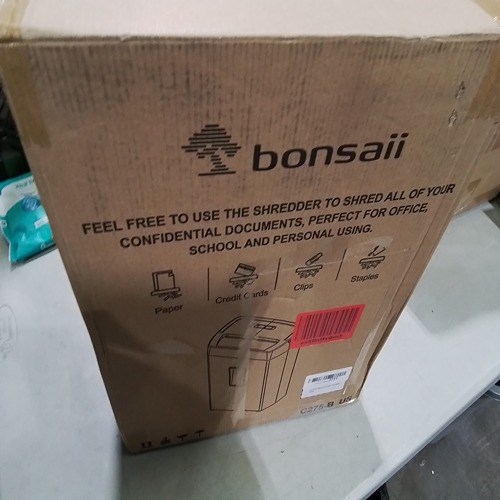 bonsaii
FEEL FREE TO USE THE SHREDDER TO SHRED ALL OF YOUR
CONFIDENTIAL DOCUMENTS, PERFECT FOR OFFICE,
SCHOOL AND PERSONAL USING.
Paper
Credit Cards
Clips
Staples